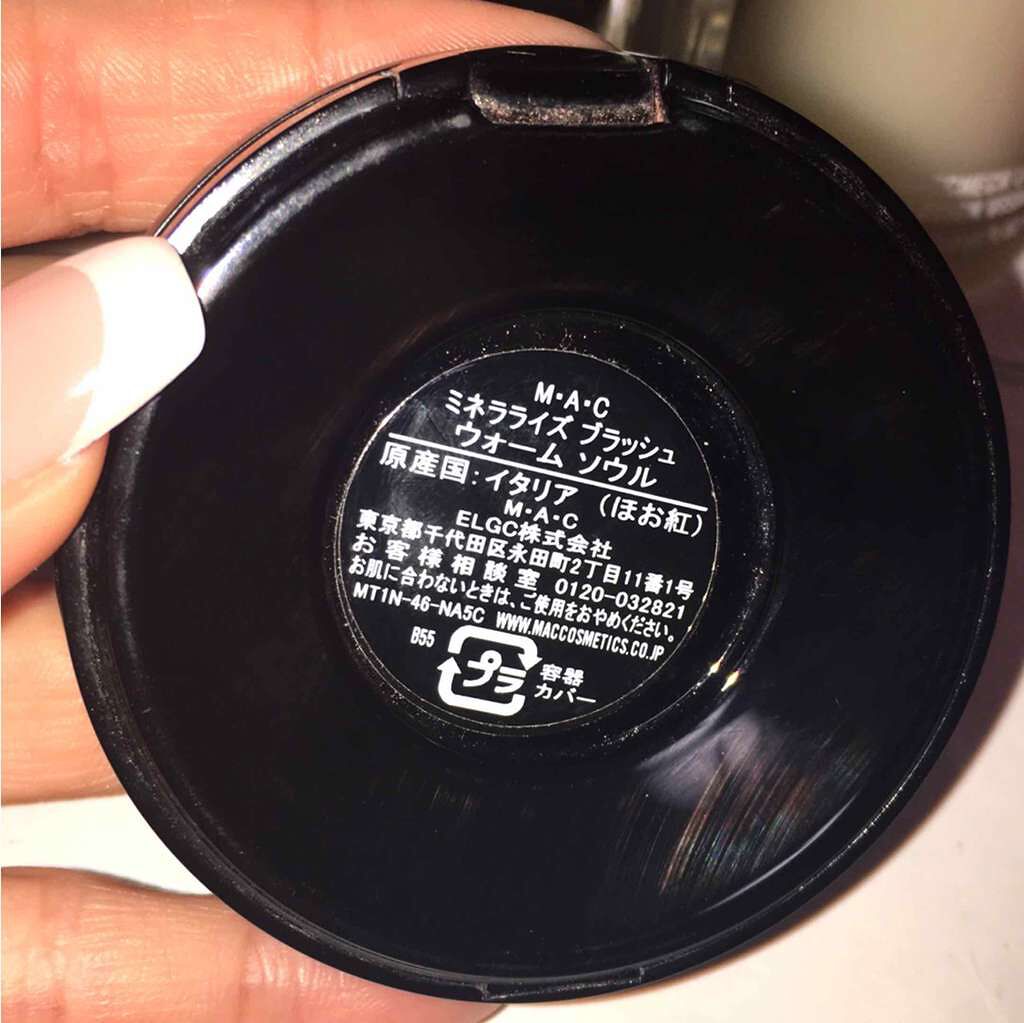 M・A・C
ミネラライズ ブラッシュ
ウォーム ソウル
原産国:イタリア (ほお紅)
M・A・C
ELGC株式会社
東京都千代田区永田町2丁目11番1号
お客様相談室 0120-032821
お肌に合わないときは、ご使用をおやめください。
MT1N-46-NA5C WWW.MACCOSMETICS.CO.JP
B55
プラ
容器
カバー